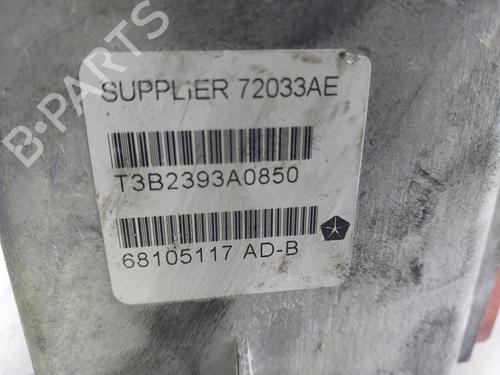 B-PARTS
SUPPLIER 72033AE
T3B2393A0850
68105117 AD-B